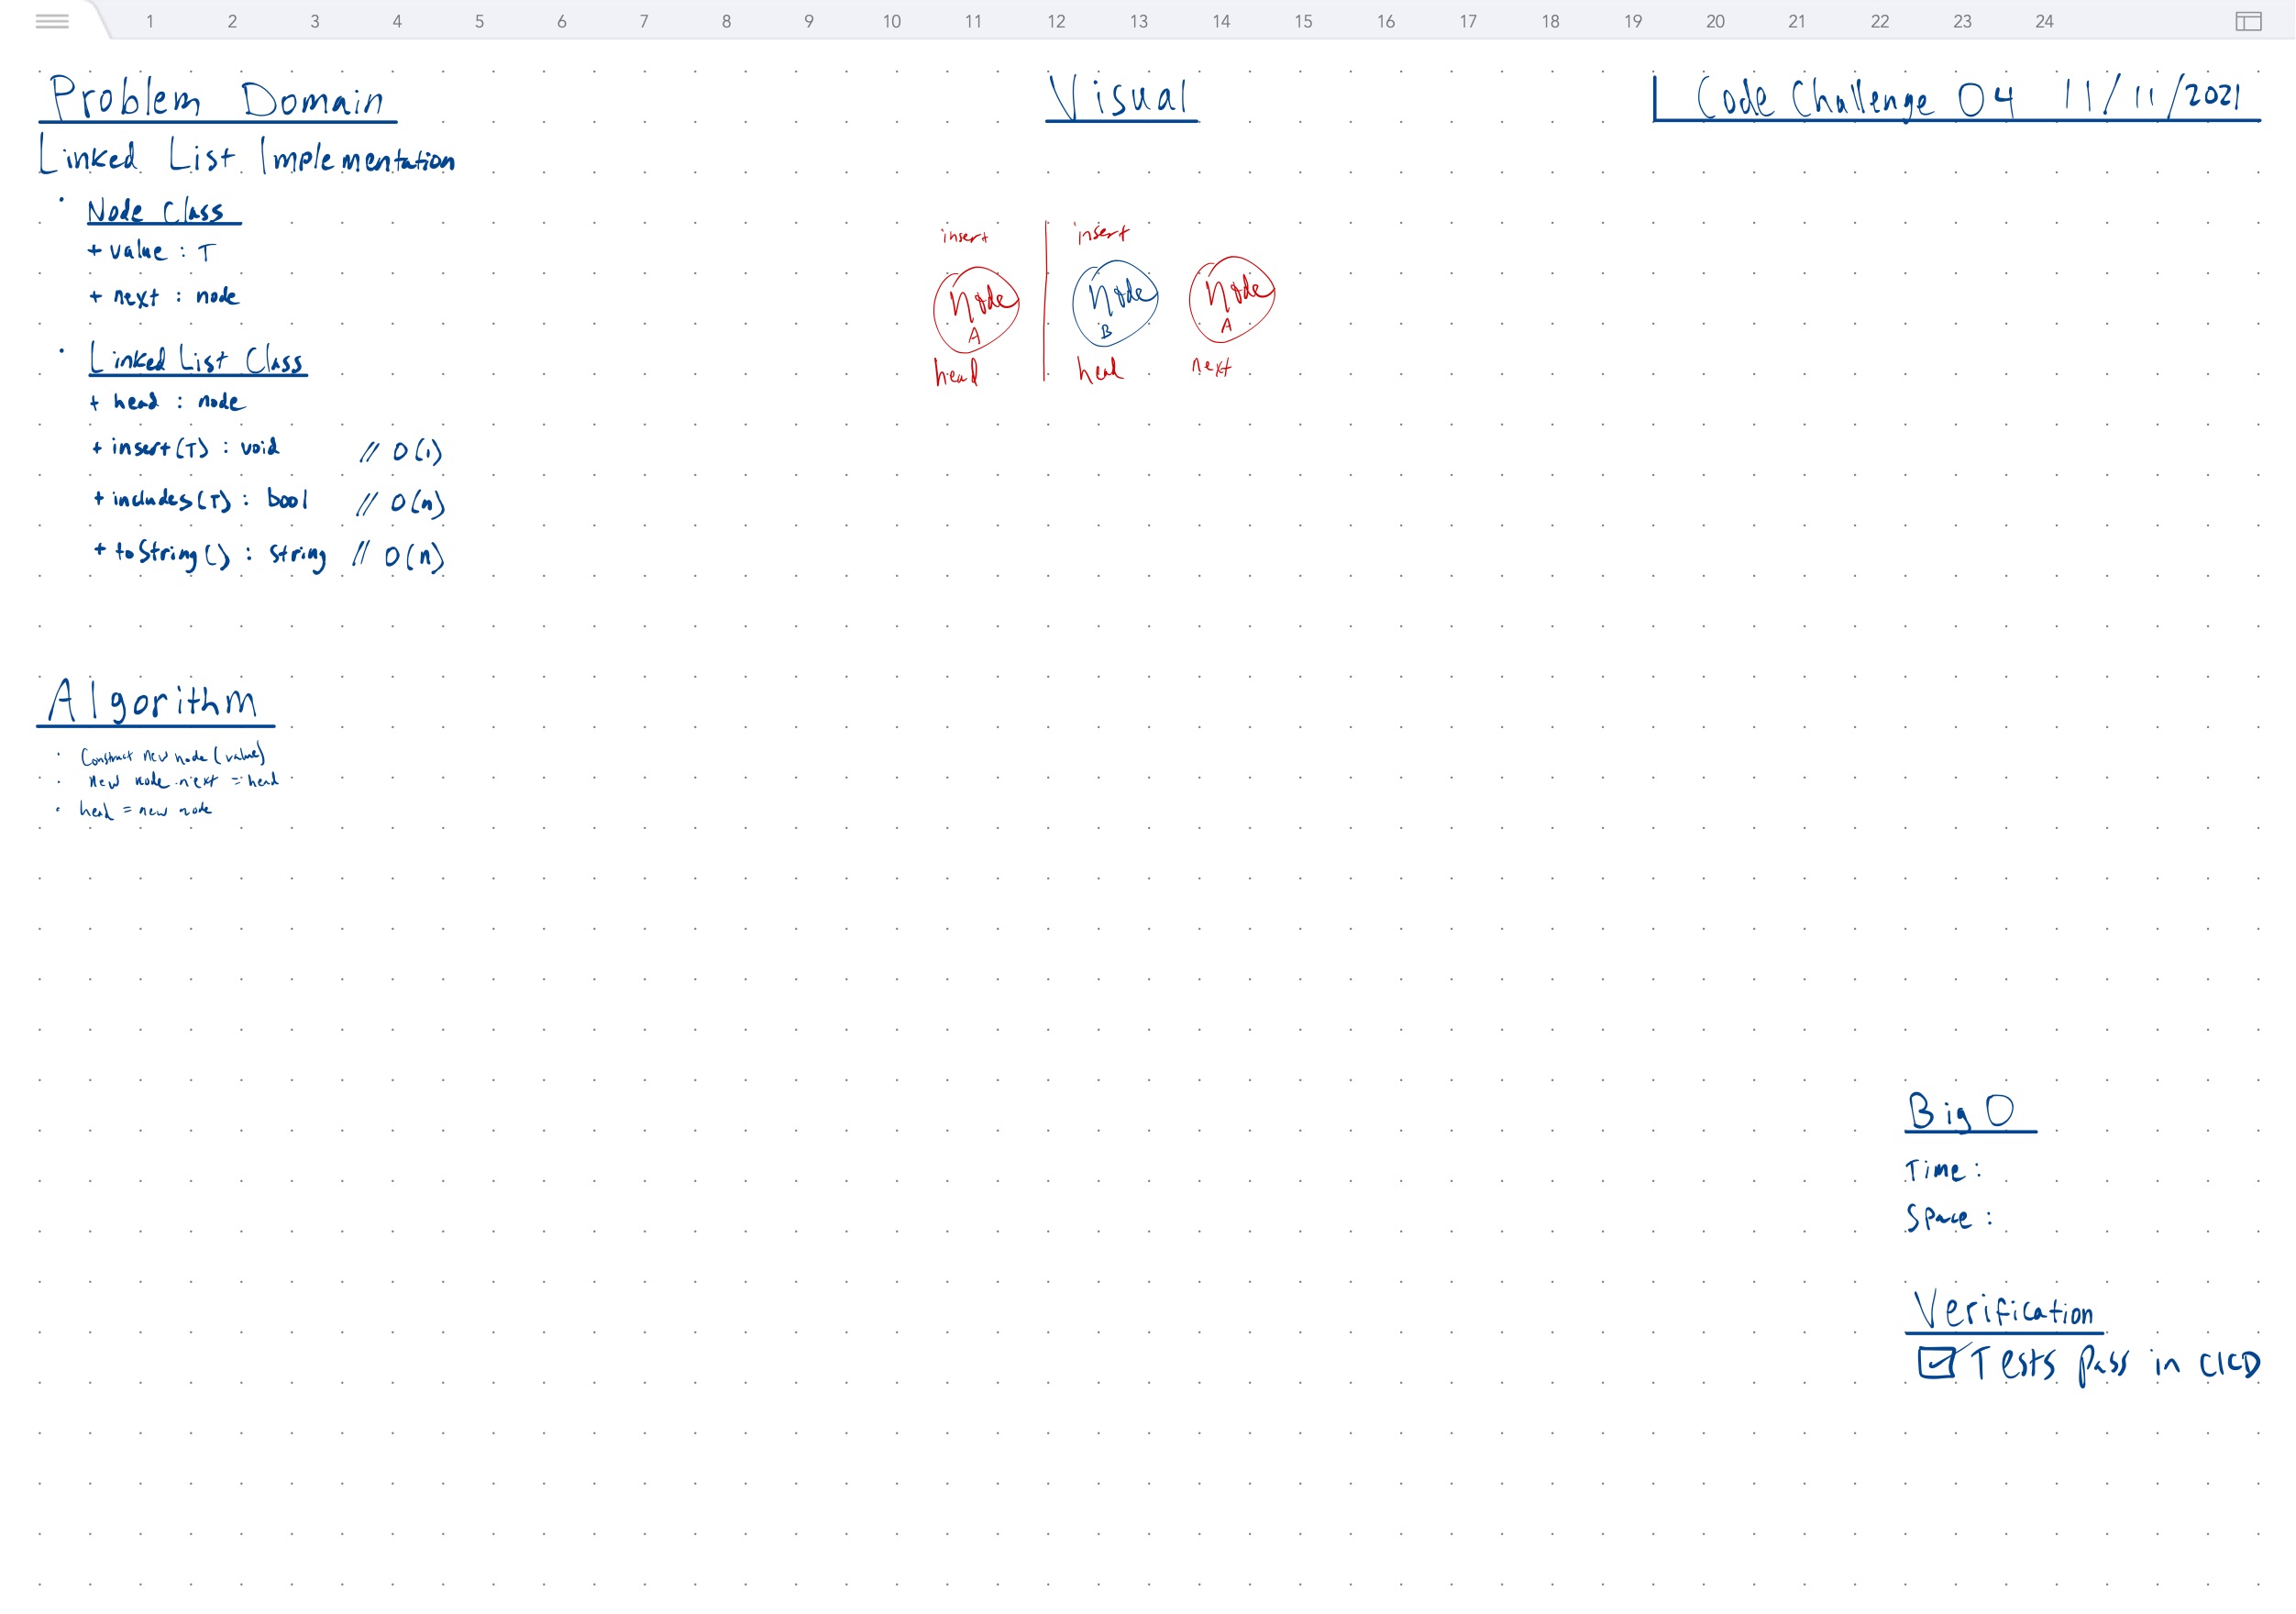 1 2 3 4 5 6 7 8 9 10 11 12 13 14 15 16 17 18 19 20 21 22 23 24
Problem Domain
Linked List Implementation
· Node Class
+ value : T
+ next : node
· Linked List Class
+ head : node
+ insert(T) : void // O(1)
+ includes(T) : bool // O(n)
+ toString() : string // O(n)
Algorithm
· Construct new node (value)
· New node.next = head
· head = new node
Visual
insert
Node
A
head
insert
Node
B
head
Node
A
next
Code Challenge 04 11/11/2021
Big O
Time :
Space :
Verification
☑ Tests pass in CICD